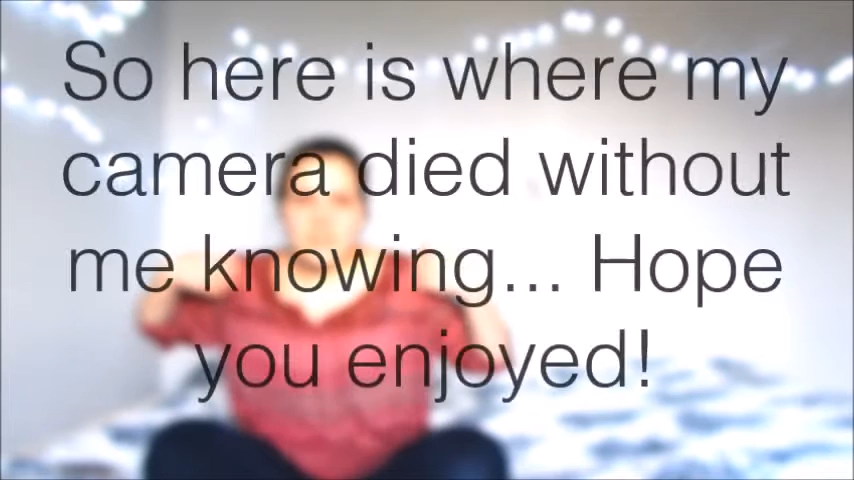 So here is where my
camera died without
me knowing... Hope
you enjoyed!